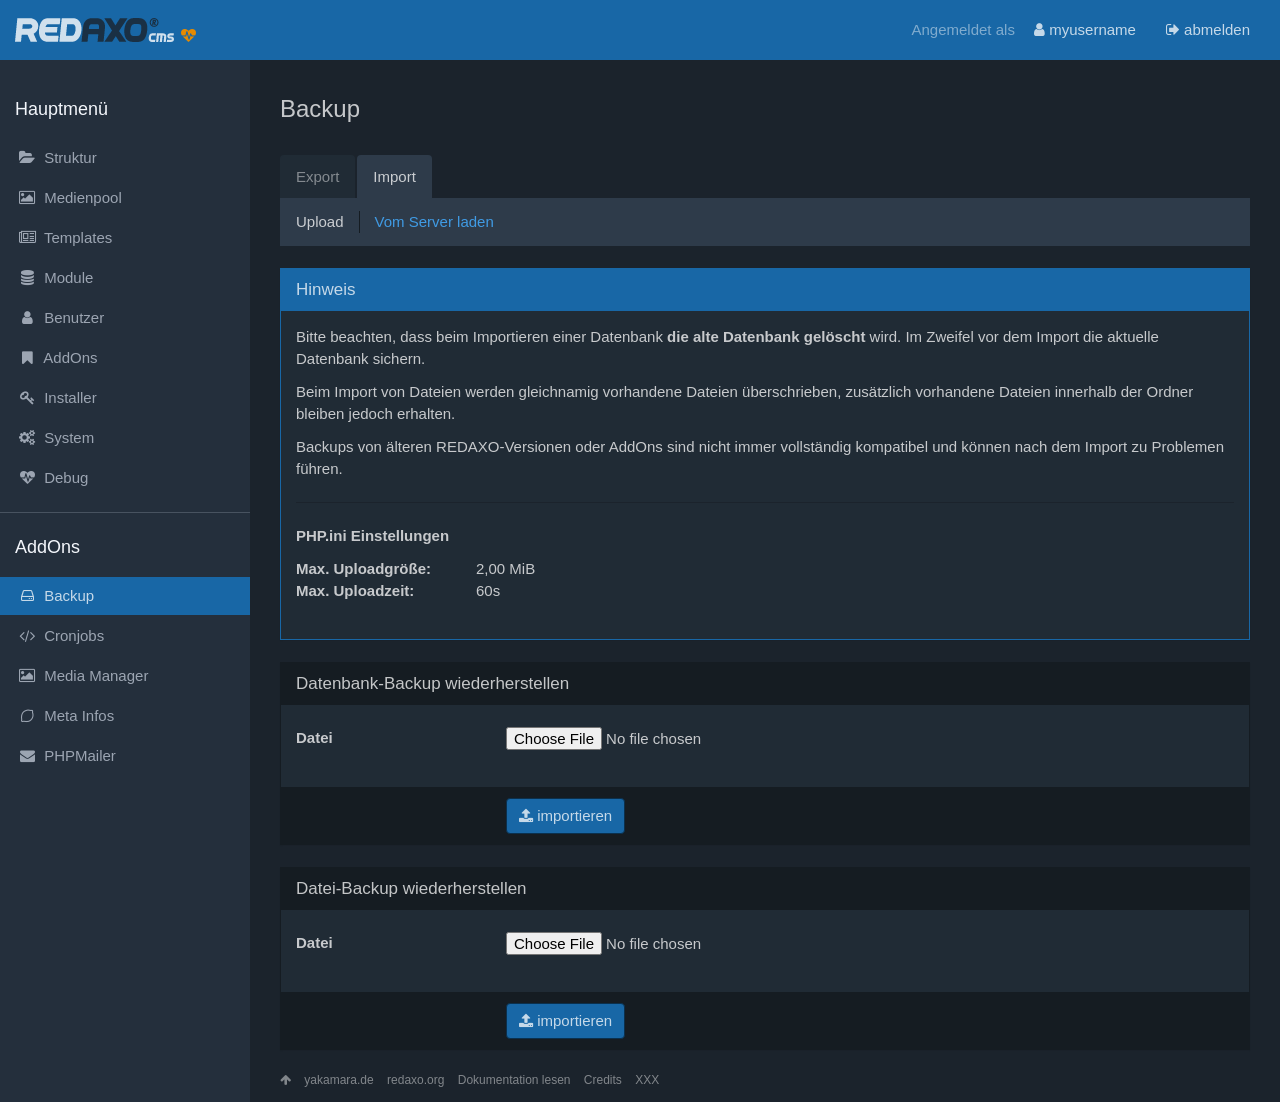 REDAXO® cms
Angemeldet als myusername abmelden
Hauptmenü
Struktur
Medienpool
Templates
Module
Benutzer
AddOns
Installer
System
Debug
AddOns
Backup
Cronjobs
Media Manager
Meta Infos
PHPMailer
Backup
Export Import
Upload Vom Server laden
Hinweis
Bitte beachten, dass beim Importieren einer Datenbank die alte Datenbank gelöscht wird. Im Zweifel vor dem Import die aktuelle
Datenbank sichern.
Beim Import von Dateien werden gleichnamig vorhandene Dateien überschrieben, zusätzlich vorhandene Dateien innerhalb der Ordner
bleiben jedoch erhalten.
Backups von älteren REDAXO-Versionen oder AddOns sind nicht immer vollständig kompatibel und können nach dem Import zu Problemen
führen.
PHP.ini Einstellungen
Max. Uploadgröße: 2,00 MiB
Max. Uploadzeit: 60s
Datenbank-Backup wiederherstellen
Datei Choose File No file chosen
importieren
Datei-Backup wiederherstellen
Datei Choose File No file chosen
importieren
yakamara.de redaxo.org Dokumentation lesen Credits XXX